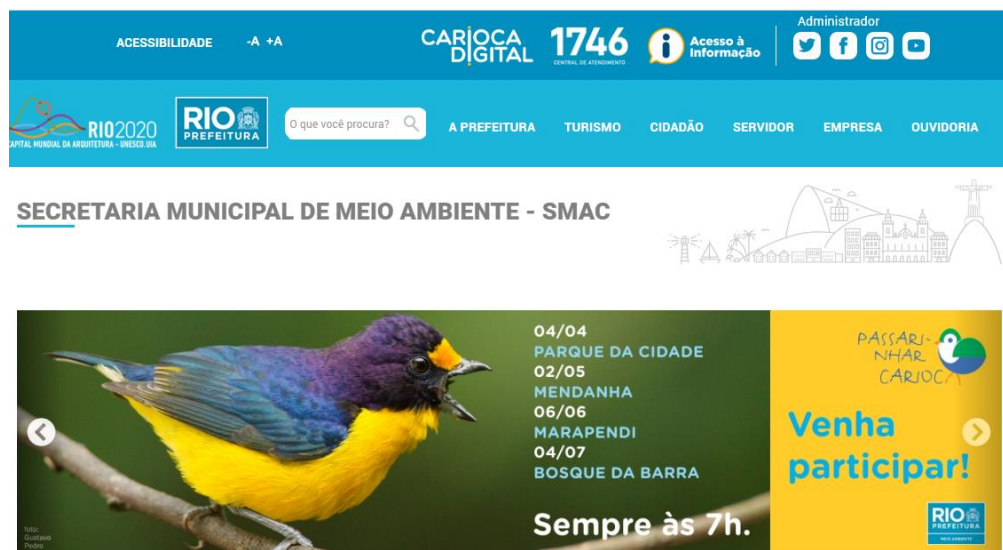 Administrador
ACESSIBILIDADE -A +A
CARIOCA DIGITAL
1746
CENTRAL DE ATENDIMENTO
Acesso à
Informação
RIO2020
CAPITAL MUNDIAL DA ARQUITETURA - UNESCO.UIA
RIO
PREFEITURA
O que você procura?
A PREFEITURA TURISMO CIDADÃO SERVIDOR EMPRESA OUVIDORIA
SECRETARIA MUNICIPAL DE MEIO AMBIENTE - SMAC
04/04
PARQUE DA CIDADE
02/05
MENDANHA
06/06
MARAPENDI
04/07
BOSQUE DA BARRA
Sempre às 7h.
PASSARI-
NHAR
CARIOCA
Venha
participar!
RIO
PREFEITURA
MEIO AMBIENTE
foto:
Gustavo
Pedro